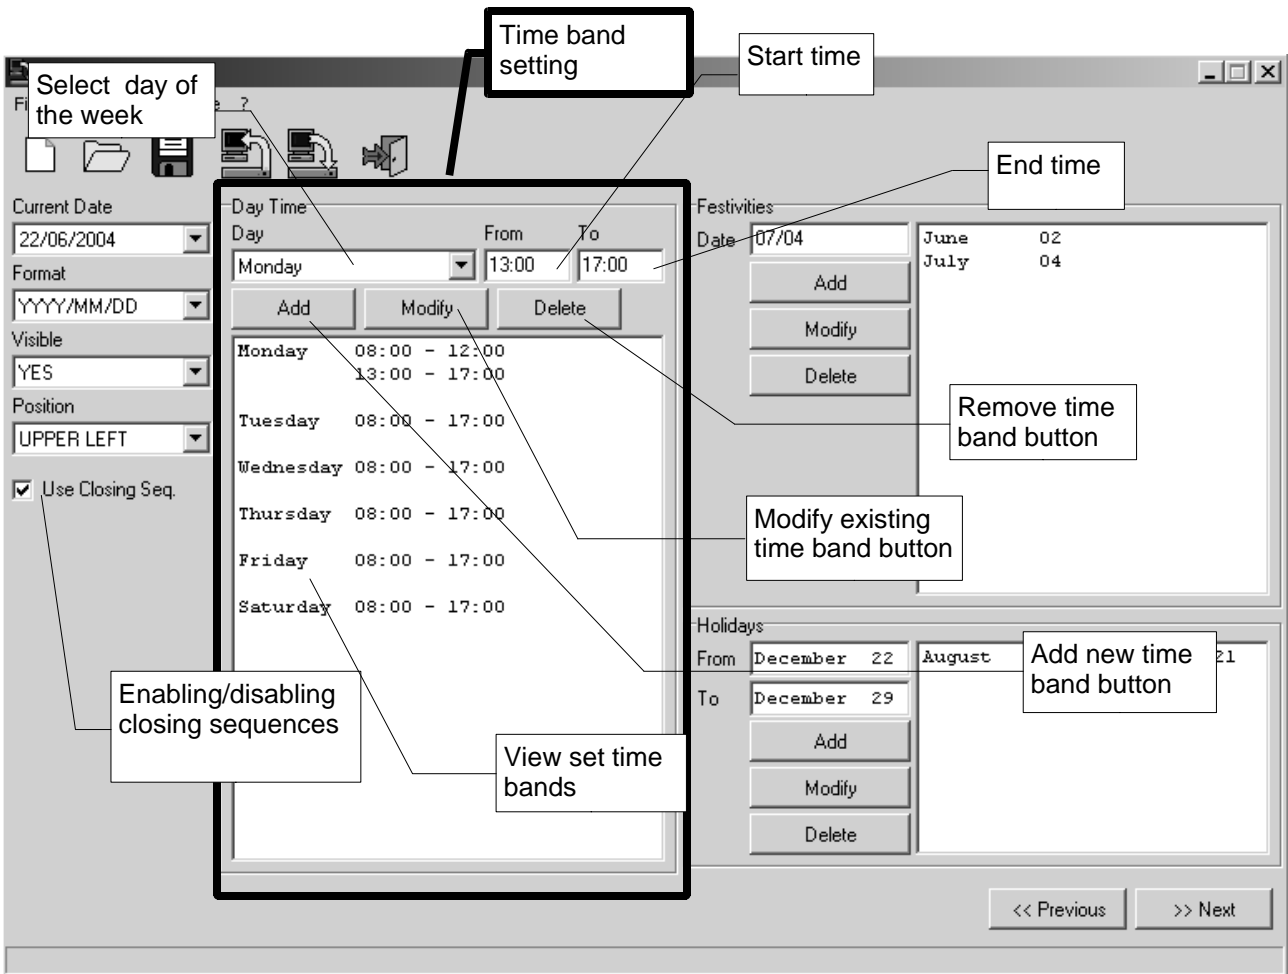 Time band
setting
Start time
Select day of
the week
Fi
e ?
End time
Current Date
22/06/2004
Format
YYYY/MM/DD
Visible
YES
Position
UPPER LEFT
Use Closing Seq.
Day Time
Day From To
Monday 13:00 17:00
Add Modify Delete
Monday 08:00 - 12:00
13:00 - 17:00
Tuesday 08:00 - 17:00
Wednesday 08:00 - 17:00
Thursday 08:00 - 17:00
Friday 08:00 - 17:00
Saturday 08:00 - 17:00
Festivities
Date 07/04
Add
Modify
Delete
June 02
July 04
Remove time
band button
Modify existing
time band button
Holidays
From December 22
To December 29
Add
Modify
Delete
August 21
Add new time
band button
Enabling/disabling
closing sequences
View set time
bands
<< Previous >> Next